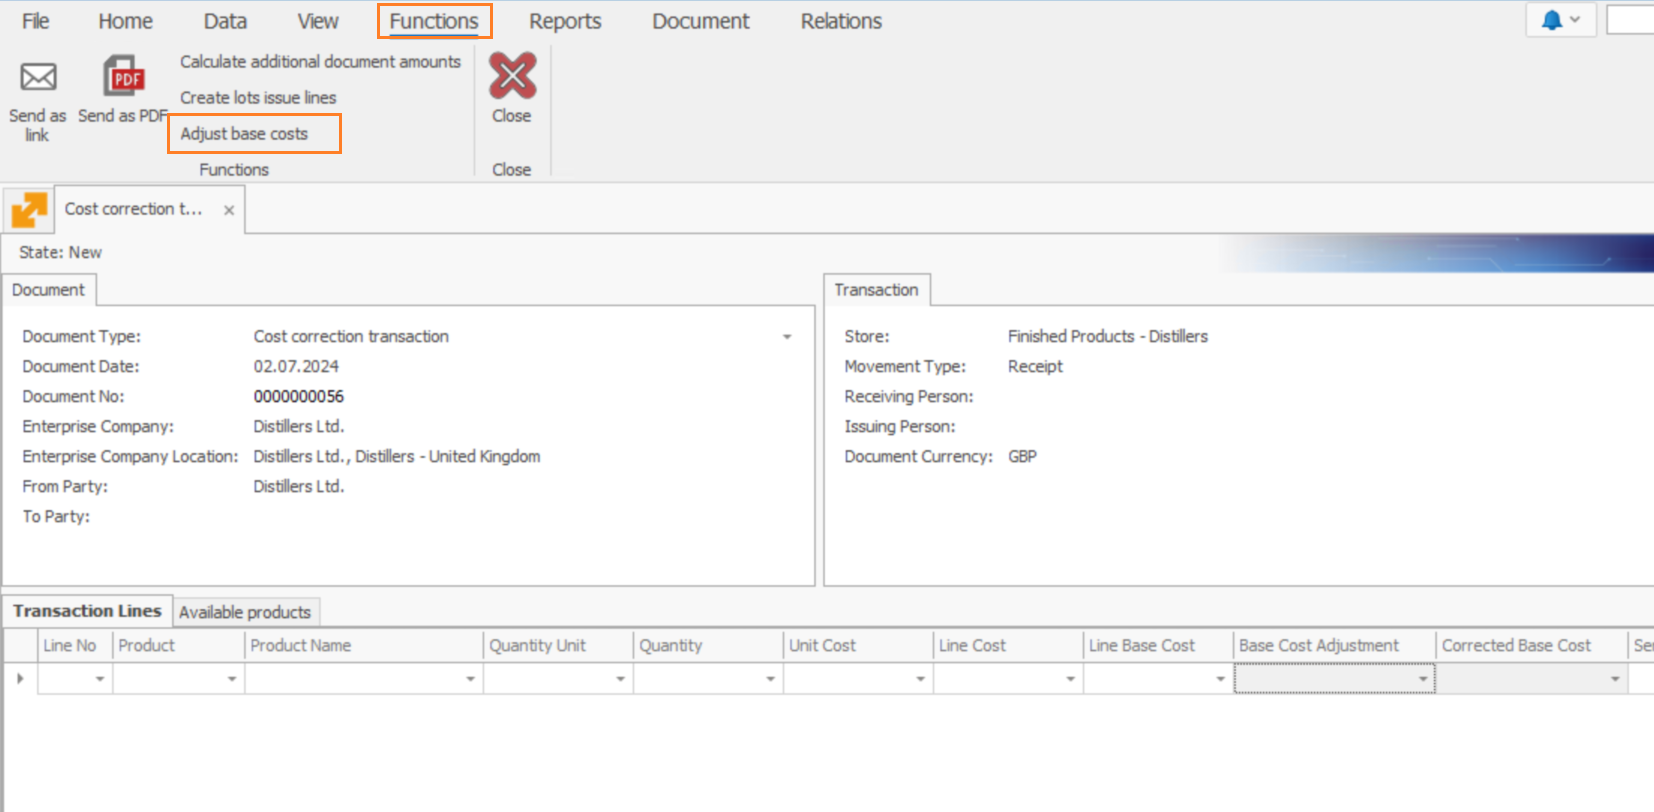 File Home Data View Functions Reports Document Relations
Calculate additional document amounts
Create lots issue lines
Adjust base costs
Send as link
PDF
Send as PDF
Close
Functions Close
Cost correction t... ×
State: New
Document
Document Type: Cost correction transaction
Document Date: 02.07.2024
Document No: 0000000056
Enterprise Company: Distillers Ltd.
Enterprise Company Location: Distillers Ltd., Distillers - United Kingdom
From Party: Distillers Ltd.
To Party:
Transaction
Store: Finished Products - Distillers
Movement Type: Receipt
Receiving Person:
Issuing Person:
Document Currency: GBP
Transaction Lines Available products
Line No Product Product Name Quantity Unit Quantity Unit Cost Line Cost Line Base Cost Base Cost Adjustment Corrected Base Cost